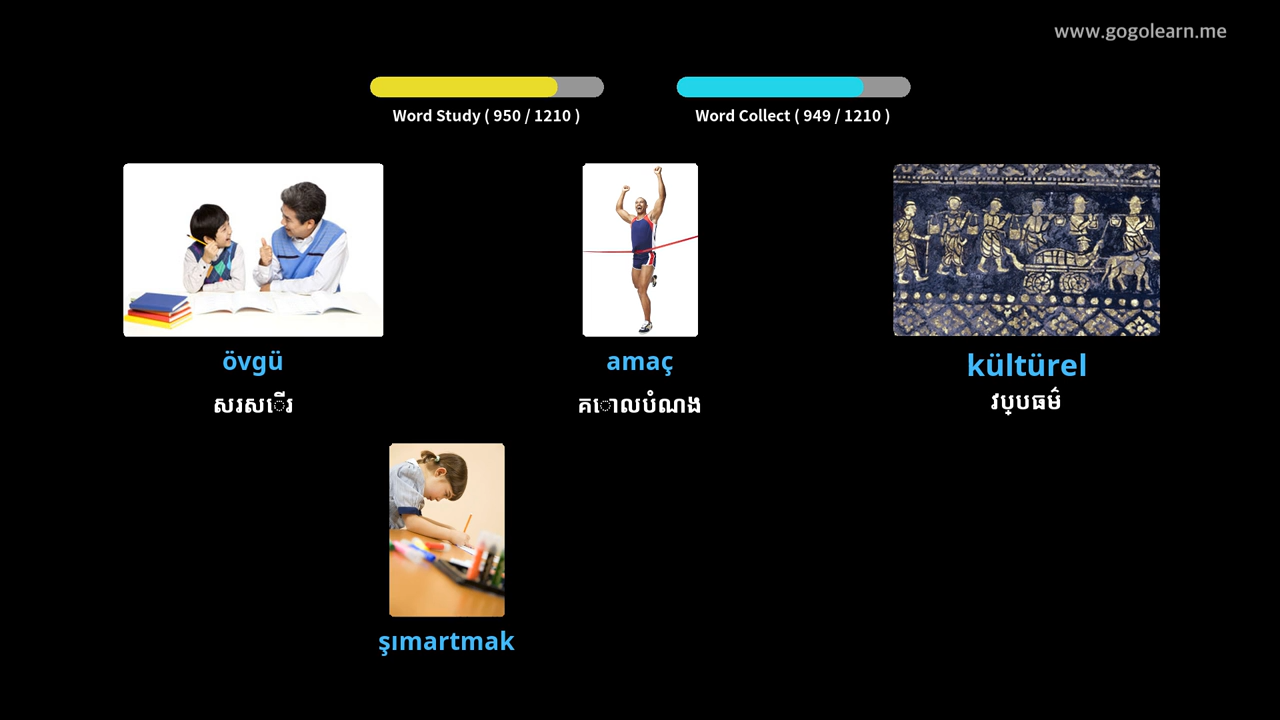 www.gogolearn.me
Word Study ( 950 / 1210 )
Word Collect ( 949 / 1210 )
övgü
amaç
kültürel
សរសើរ
គោលបំណង
វប្បធម៌
şımartmak